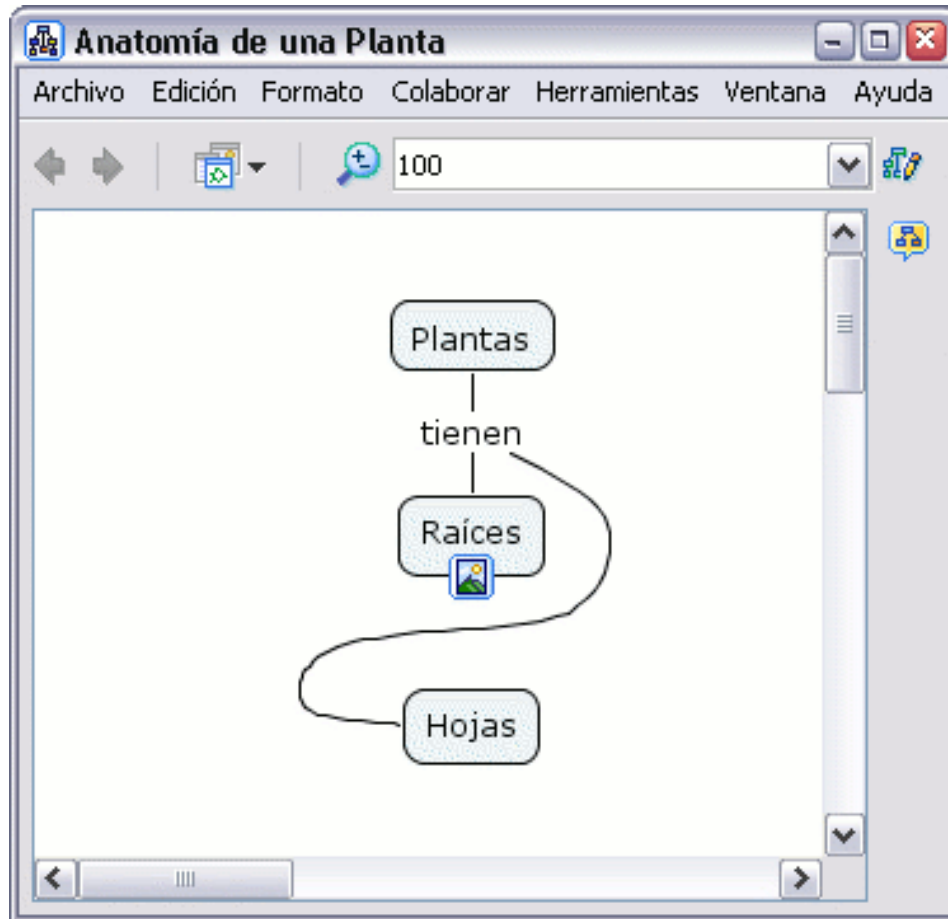 Anatomía de una Planta
Archivo Edición Formato Colaborar Herramientas Ventana Ayuda
100
Plantas
tienen
Raíces
Hojas